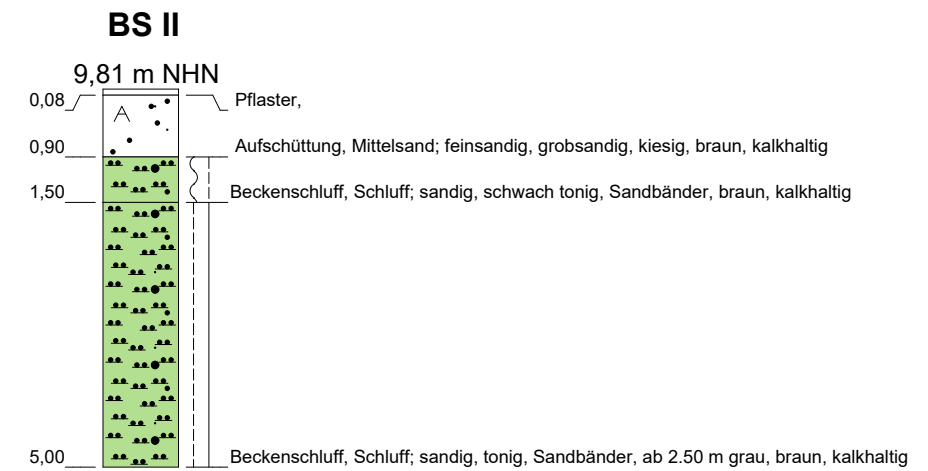 BS II
9,81 m NHN
0,08 Pflaster,
A
0,90 Aufschüttung, Mittelsand; feinsandig, grobsandig, kiesig, braun, kalkhaltig
1,50 Beckenschluff, Schluff; sandig, schwach tonig, Sandbänder, braun, kalkhaltig
5,00 Beckenschluff, Schluff; sandig, tonig, Sandbänder, ab 2.50 m grau, braun, kalkhaltig